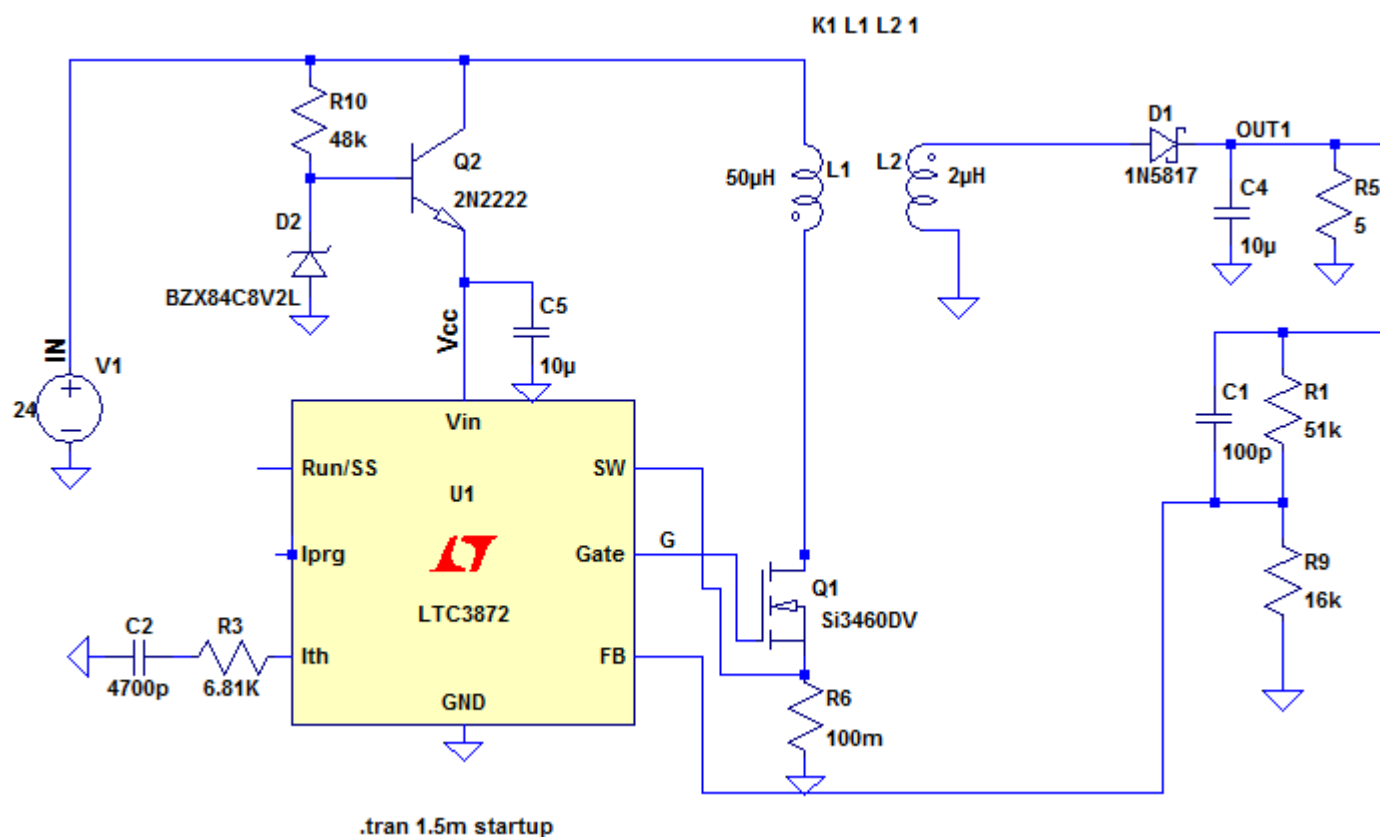 K1 L1 L2 1
R10
48k
Q2
2N2222
D2
BZX84C8V2L
IN
V1
24
Vcc
C5
10µ
50µH
L1
L2
2µH
D1
1N5817
OUT1
C4
10µ
R5
5
C1
100p
R1
51k
R9
16k
Vin
Run/SS
SW
U1
Iprg
Gate
G
LTC3872
Q1
Si3460DV
C2
4700p
R3
6.81K
Ith
FB
GND
R6
100m
.tran 1.5m startup